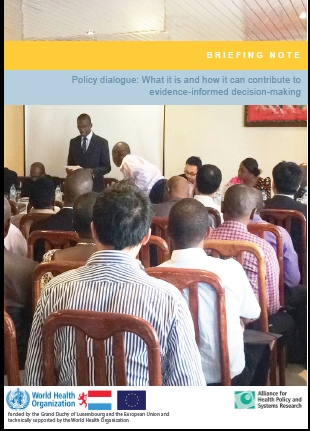 BRIEFING NOTE
Policy dialogue: What it is and how it can contribute to
evidence-informed decision-making
World Health
Organization
Alliance for
Health Policy and
Systems Research
funded by the Grand Duchy of Luxembourg and the European Union and
technically supported by the World Health Organization